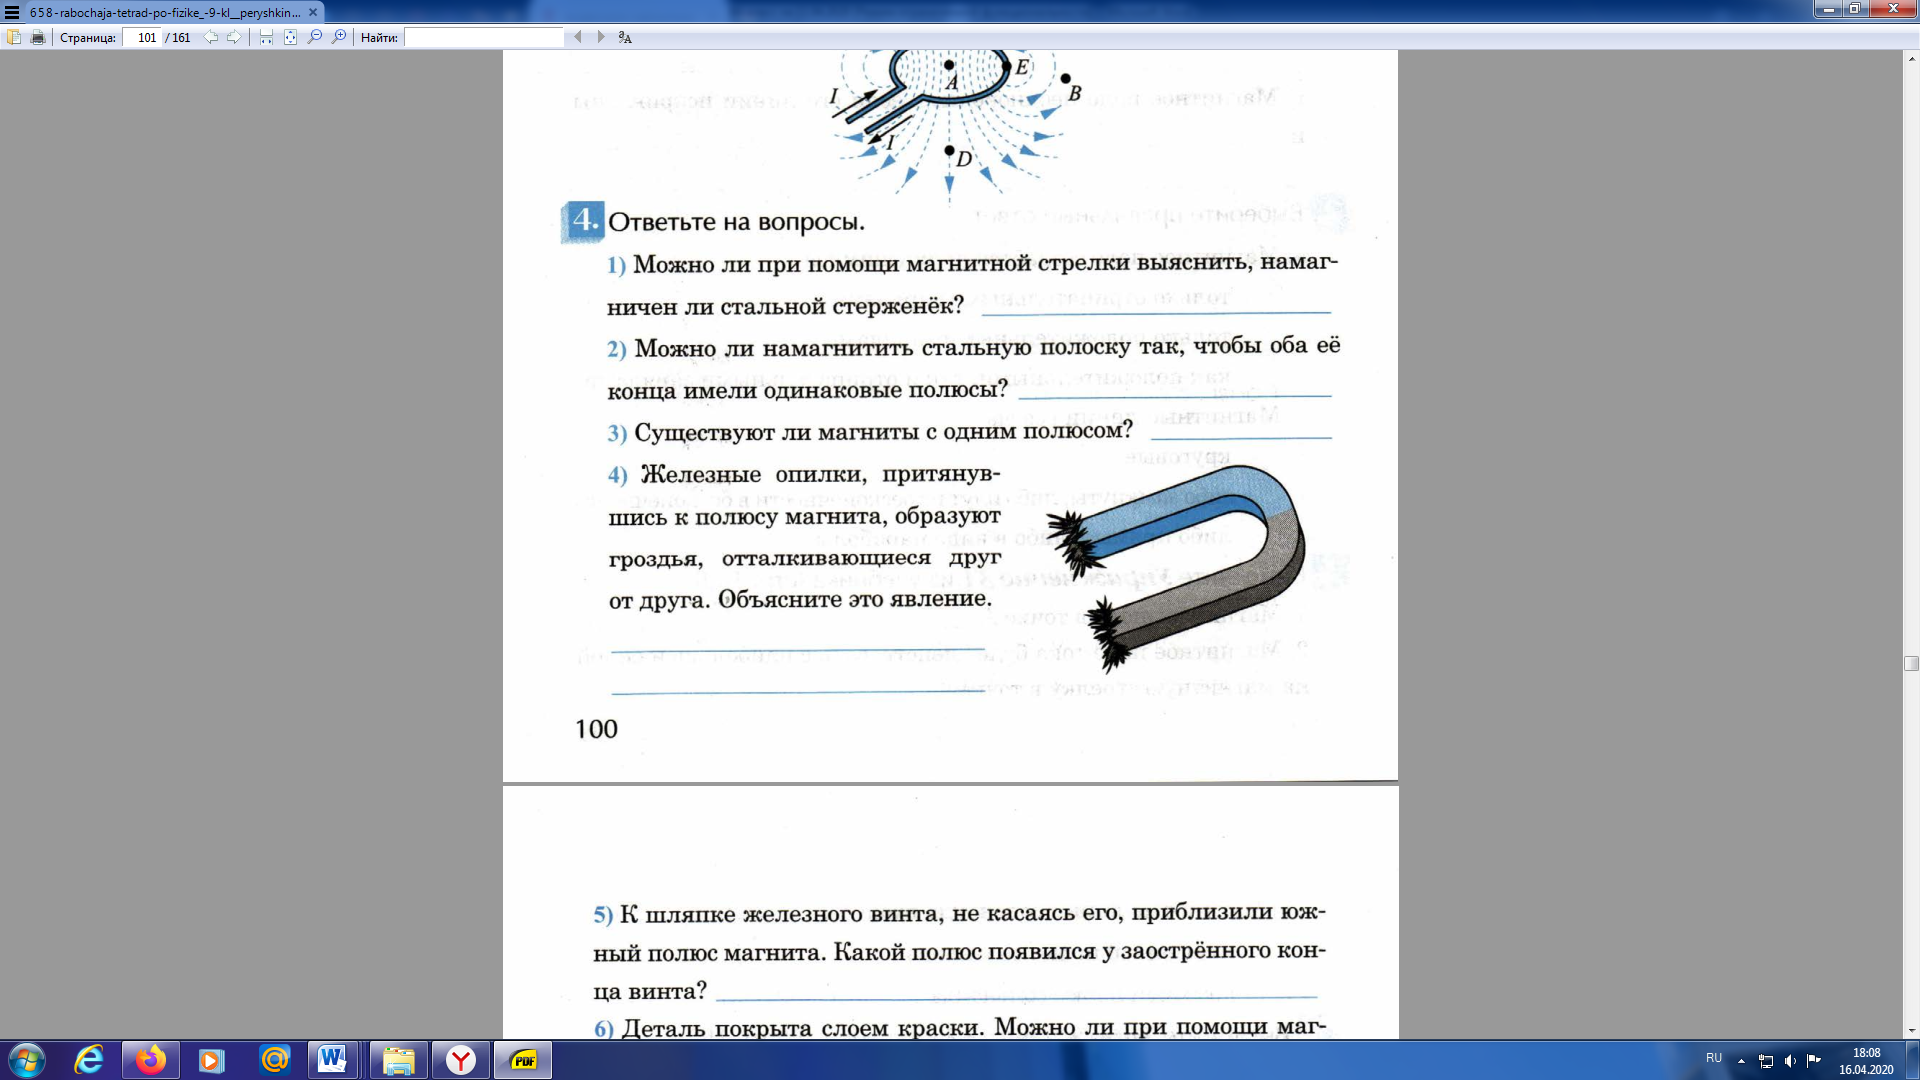 658-rabochaja-tetrad-po-fizike_-9-kl__peryshkin...
Страница: 101 / 161 Найти:
A E B
I
I D
4. Ответьте на вопросы.
1) Можно ли при помощи магнитной стрелки выяснить, намаг-
ничен ли стальной стерженёк?
2) Можно ли намагнитить стальную полоску так, чтобы оба её
конца имели одинаковые полюсы?
3) Существуют ли магниты с одним полюсом?
4) Железные опилки, притянув-
шись к полюсу магнита, образуют
гроздья, отталкивающиеся друг
от друга. Объясните это явление.
100
5) К шляпке железного винта, не касаясь его, приблизили юж-
ный полюс магнита. Какой полюс появился у заострённого кон-
ца винта?
6) Деталь покрыта слоем краски. Можно ли при помощи маг-
PDF
RU
18:08
16.04.2020